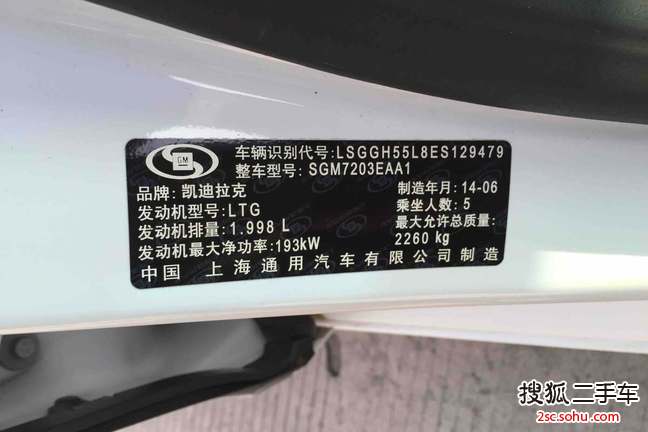 GM
车辆识别代号:LSGGH55L8ES129479
整车型号: SGM7203EAA1
品牌: 凯迪拉克 制造年月:14-06
发动机型号:LTG 乘坐人数:5
发动机排量:1.998 L 最大允许总质量:
发动机最大净功率:193kW 2260 kg
中国 上海通用汽车有限公司制造
搜狐二手车
2sc.sohu.com